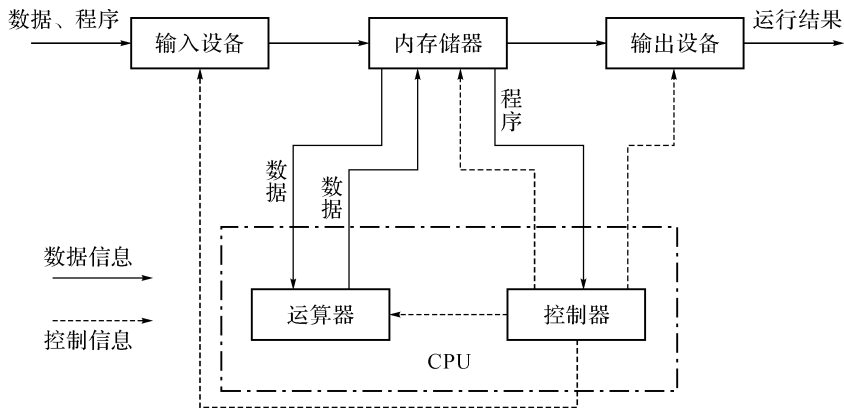 数据、程序
输入设备
内存储器
输出设备
运行结果
程序
数据
数据
数据信息
控制信息
运算器
控制器
CPU